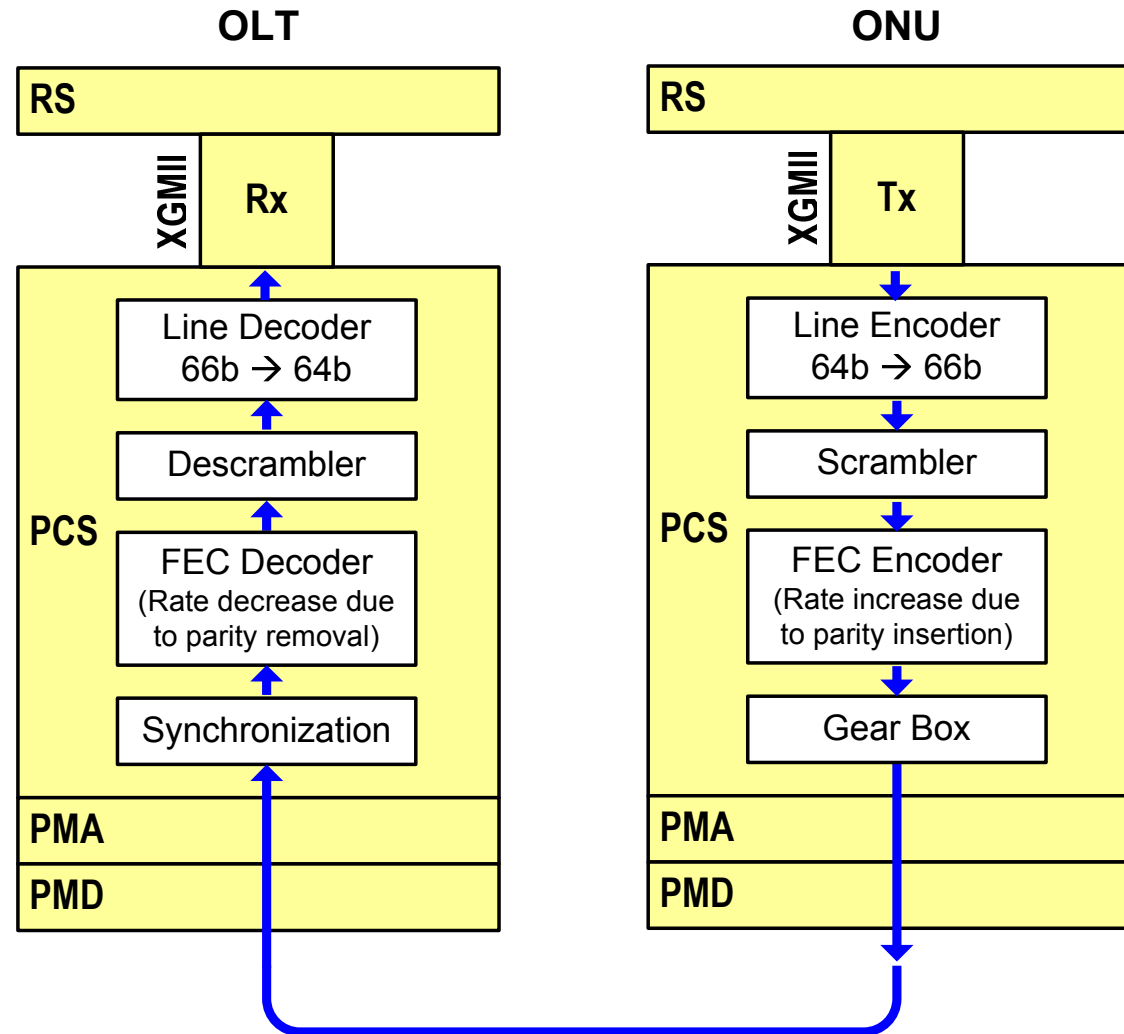 OLT
RS
XGMII
Rx
Line Decoder
66b → 64b
Descrambler
PCS
FEC Decoder
(Rate decrease due
to parity removal)
Synchronization
PMA
PMD
ONU
RS
XGMII
Tx
Line Encoder
64b → 66b
Scrambler
PCS
FEC Encoder
(Rate increase due
to parity insertion)
Gear Box
PMA
PMD